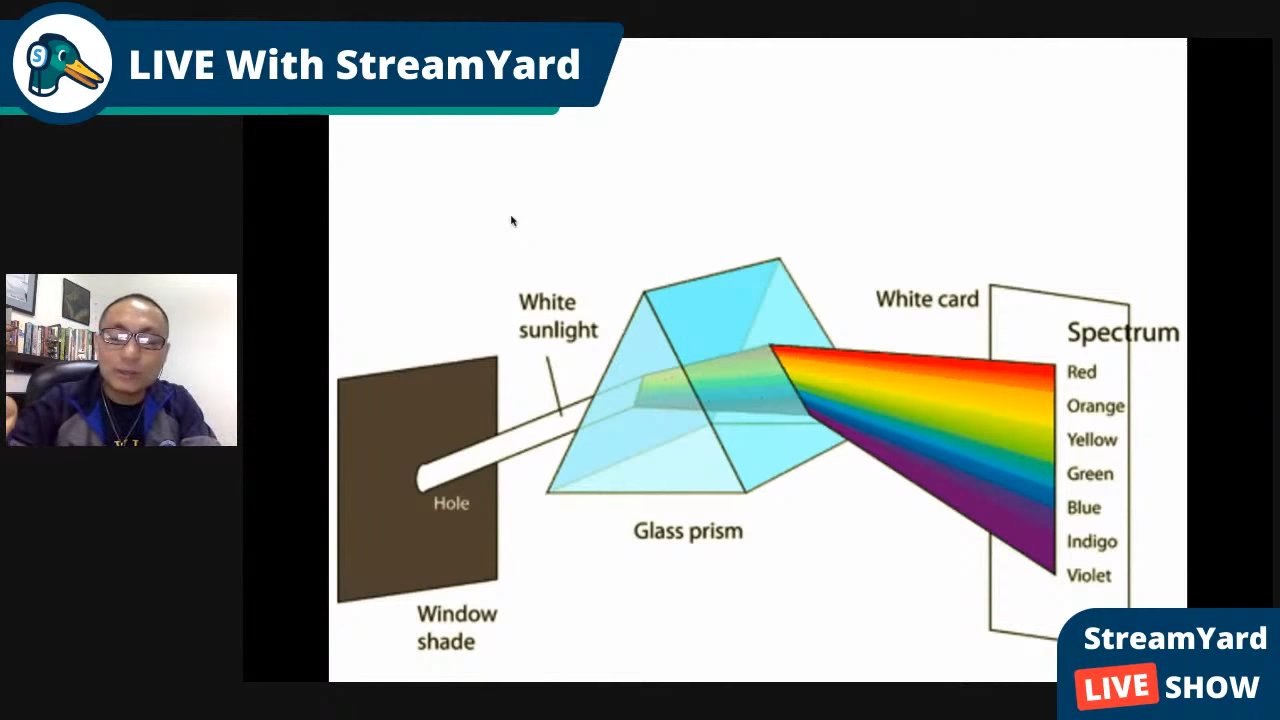 LIVE With StreamYard
S
White
sunlight
White card
Spectrum
Red
Orange
Yellow
Green
Blue
Indigo
Violet
Hole
Glass prism
Window
shade
StreamYard
LIVE SHOW